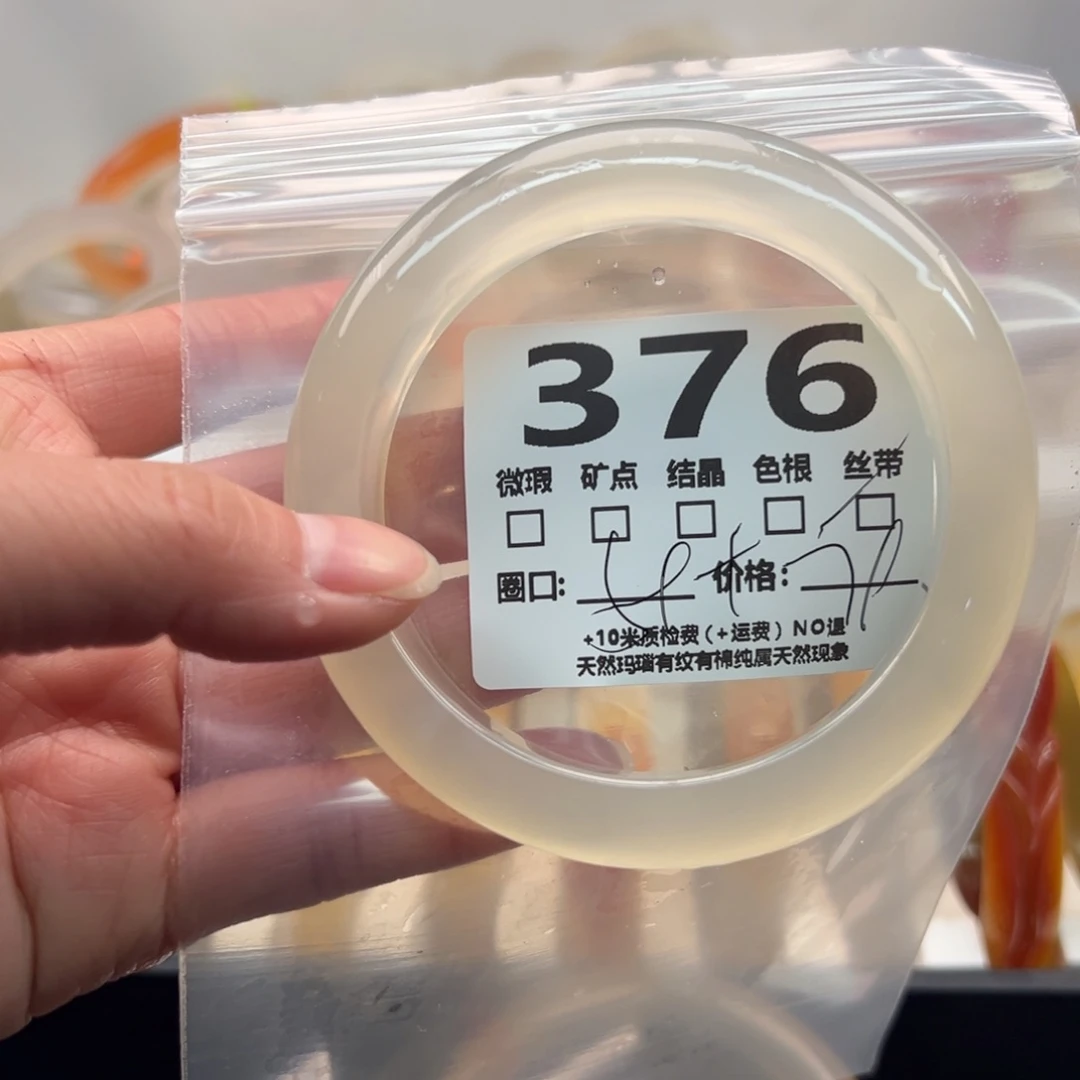 376
微瑕 矿点 结晶 色根 丝带
圈口: 价格:
+10米质检费(+运费) NO退
天然玛瑙有纹有棉纯属天然现象